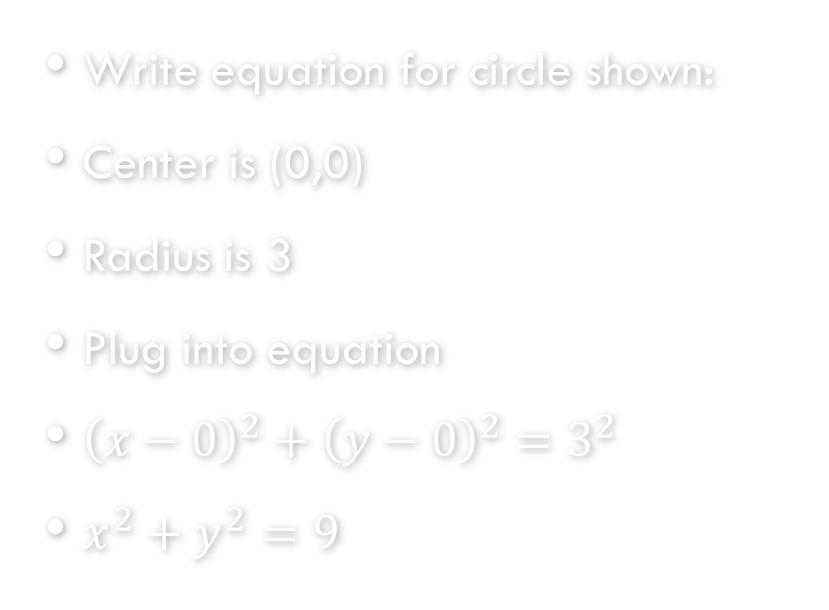 • Write equation for circle shown:
• Center is (0,0)
• Radius is 3
• Plug into equation
• (x − 0)² + (y − 0)² = 3²
• x² + y² = 9